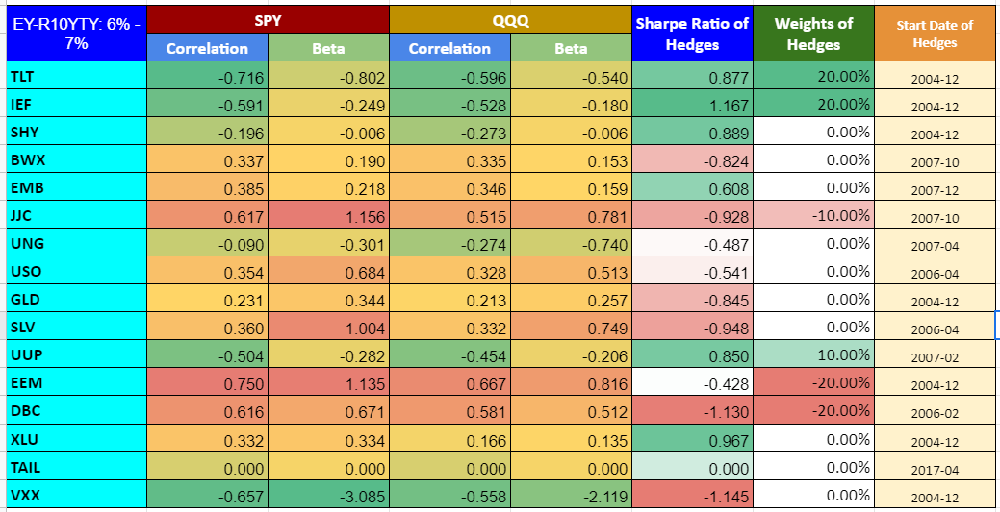 EY-R10YTY: 6% - 7% SPY QQQ Sharpe Ratio of Hedges Weights of Hedges Start Date of Hedges
Correlation Beta Correlation Beta
TLT -0.716 -0.802 -0.596 -0.540 0.877 20.00% 2004-12
IEF -0.591 -0.249 -0.528 -0.180 1.167 20.00% 2004-12
SHY -0.196 -0.006 -0.273 -0.006 0.889 0.00% 2004-12
BWX 0.337 0.190 0.335 0.153 -0.824 0.00% 2007-10
EMB 0.385 0.218 0.346 0.159 0.608 0.00% 2007-12
JJC 0.617 1.156 0.515 0.781 -0.928 -10.00% 2007-10
UNG -0.090 -0.301 -0.274 -0.740 -0.487 0.00% 2007-04
USO 0.354 0.684 0.328 0.513 -0.541 0.00% 2006-04
GLD 0.231 0.344 0.213 0.257 -0.845 0.00% 2004-12
SLV 0.360 1.004 0.332 0.749 -0.948 0.00% 2006-04
UUP -0.504 -0.282 -0.454 -0.206 0.850 10.00% 2007-02
EEM 0.750 1.135 0.667 0.816 -0.428 -20.00% 2004-12
DBC 0.616 0.671 0.581 0.512 -1.130 -20.00% 2006-02
XLU 0.332 0.334 0.166 0.135 0.967 0.00% 2004-12
TAIL 0.000 0.000 0.000 0.000 0.000 0.00% 2017-04
VXX -0.657 -3.085 -0.558 -2.119 -1.145 0.00% 2004-12